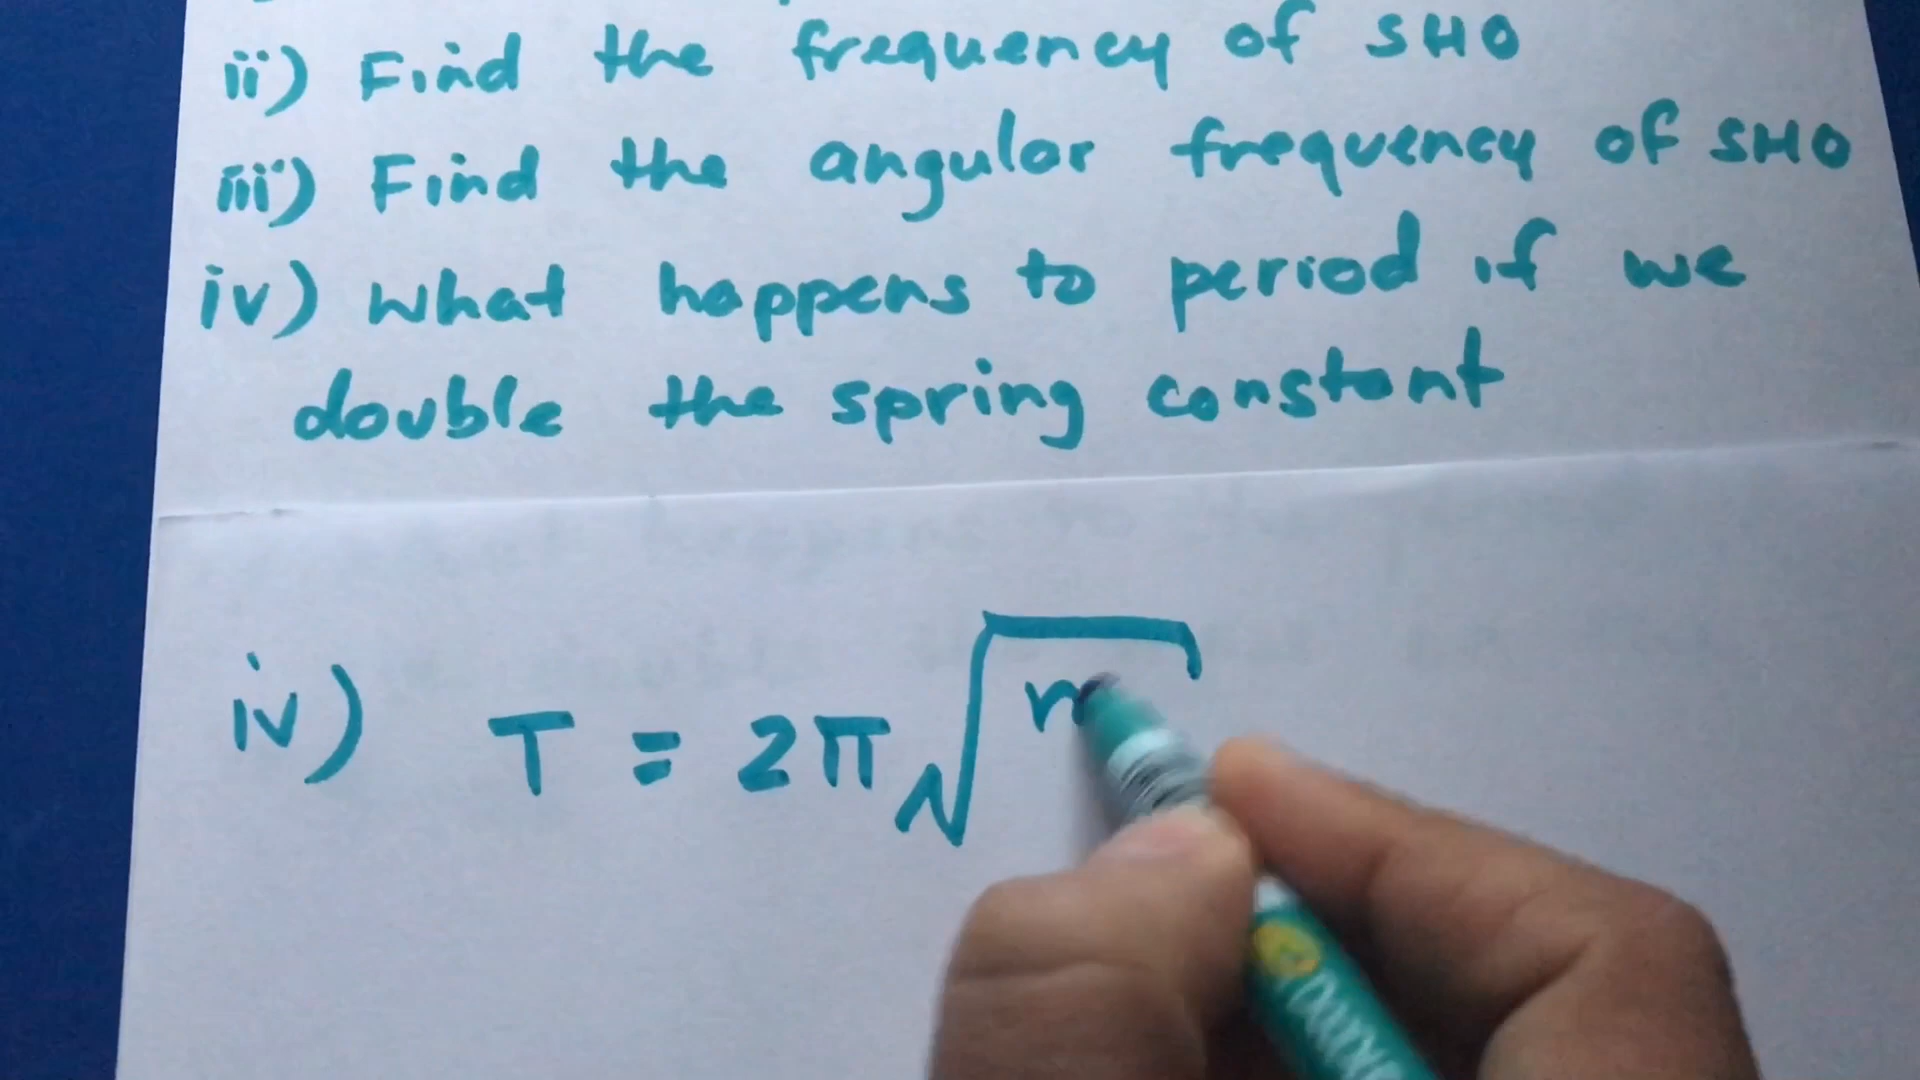 ii) Find the frequency of SHO
iii) Find the angular frequency of SHO
iv) What happens to period if we
double the spring constant
iv) T = 2π√m